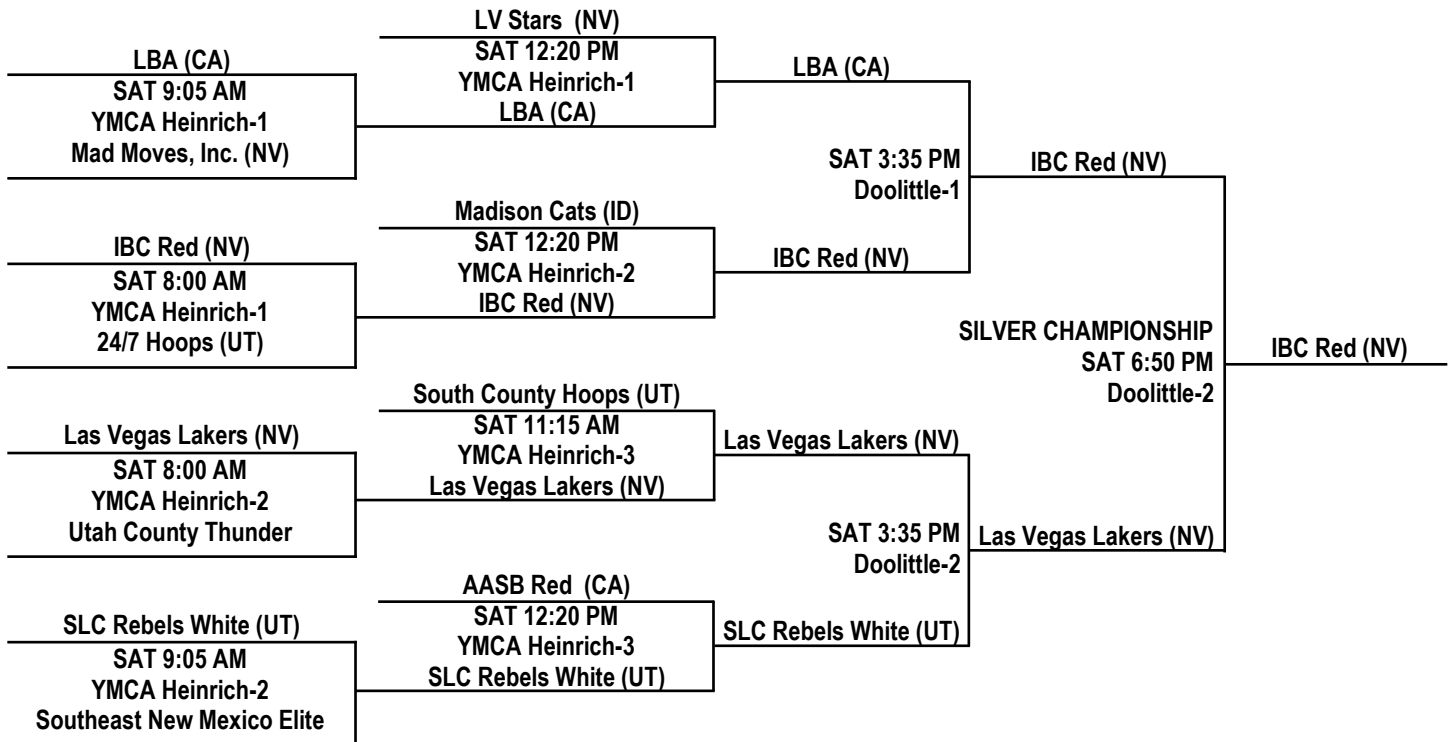 LBA (CA)
SAT 9:05 AM
YMCA Heinrich-1
Mad Moves, Inc. (NV)
IBC Red (NV)
SAT 8:00 AM
YMCA Heinrich-1
24/7 Hoops (UT)
Las Vegas Lakers (NV)
SAT 8:00 AM
YMCA Heinrich-2
Utah County Thunder
SLC Rebels White (UT)
SAT 9:05 AM
YMCA Heinrich-2
Southeast New Mexico Elite
LV Stars (NV)
SAT 12:20 PM
YMCA Heinrich-1
LBA (CA)
Madison Cats (ID)
SAT 12:20 PM
YMCA Heinrich-2
IBC Red (NV)
South County Hoops (UT)
SAT 11:15 AM
YMCA Heinrich-3
Las Vegas Lakers (NV)
AASB Red (CA)
SAT 12:20 PM
YMCA Heinrich-3
SLC Rebels White (UT)
LBA (CA)
SAT 3:35 PM
Doolittle-1
IBC Red (NV)
Las Vegas Lakers (NV)
SAT 3:35 PM
Doolittle-2
SLC Rebels White (UT)
IBC Red (NV)
SILVER CHAMPIONSHIP
SAT 6:50 PM
Doolittle-2
Las Vegas Lakers (NV)
IBC Red (NV)